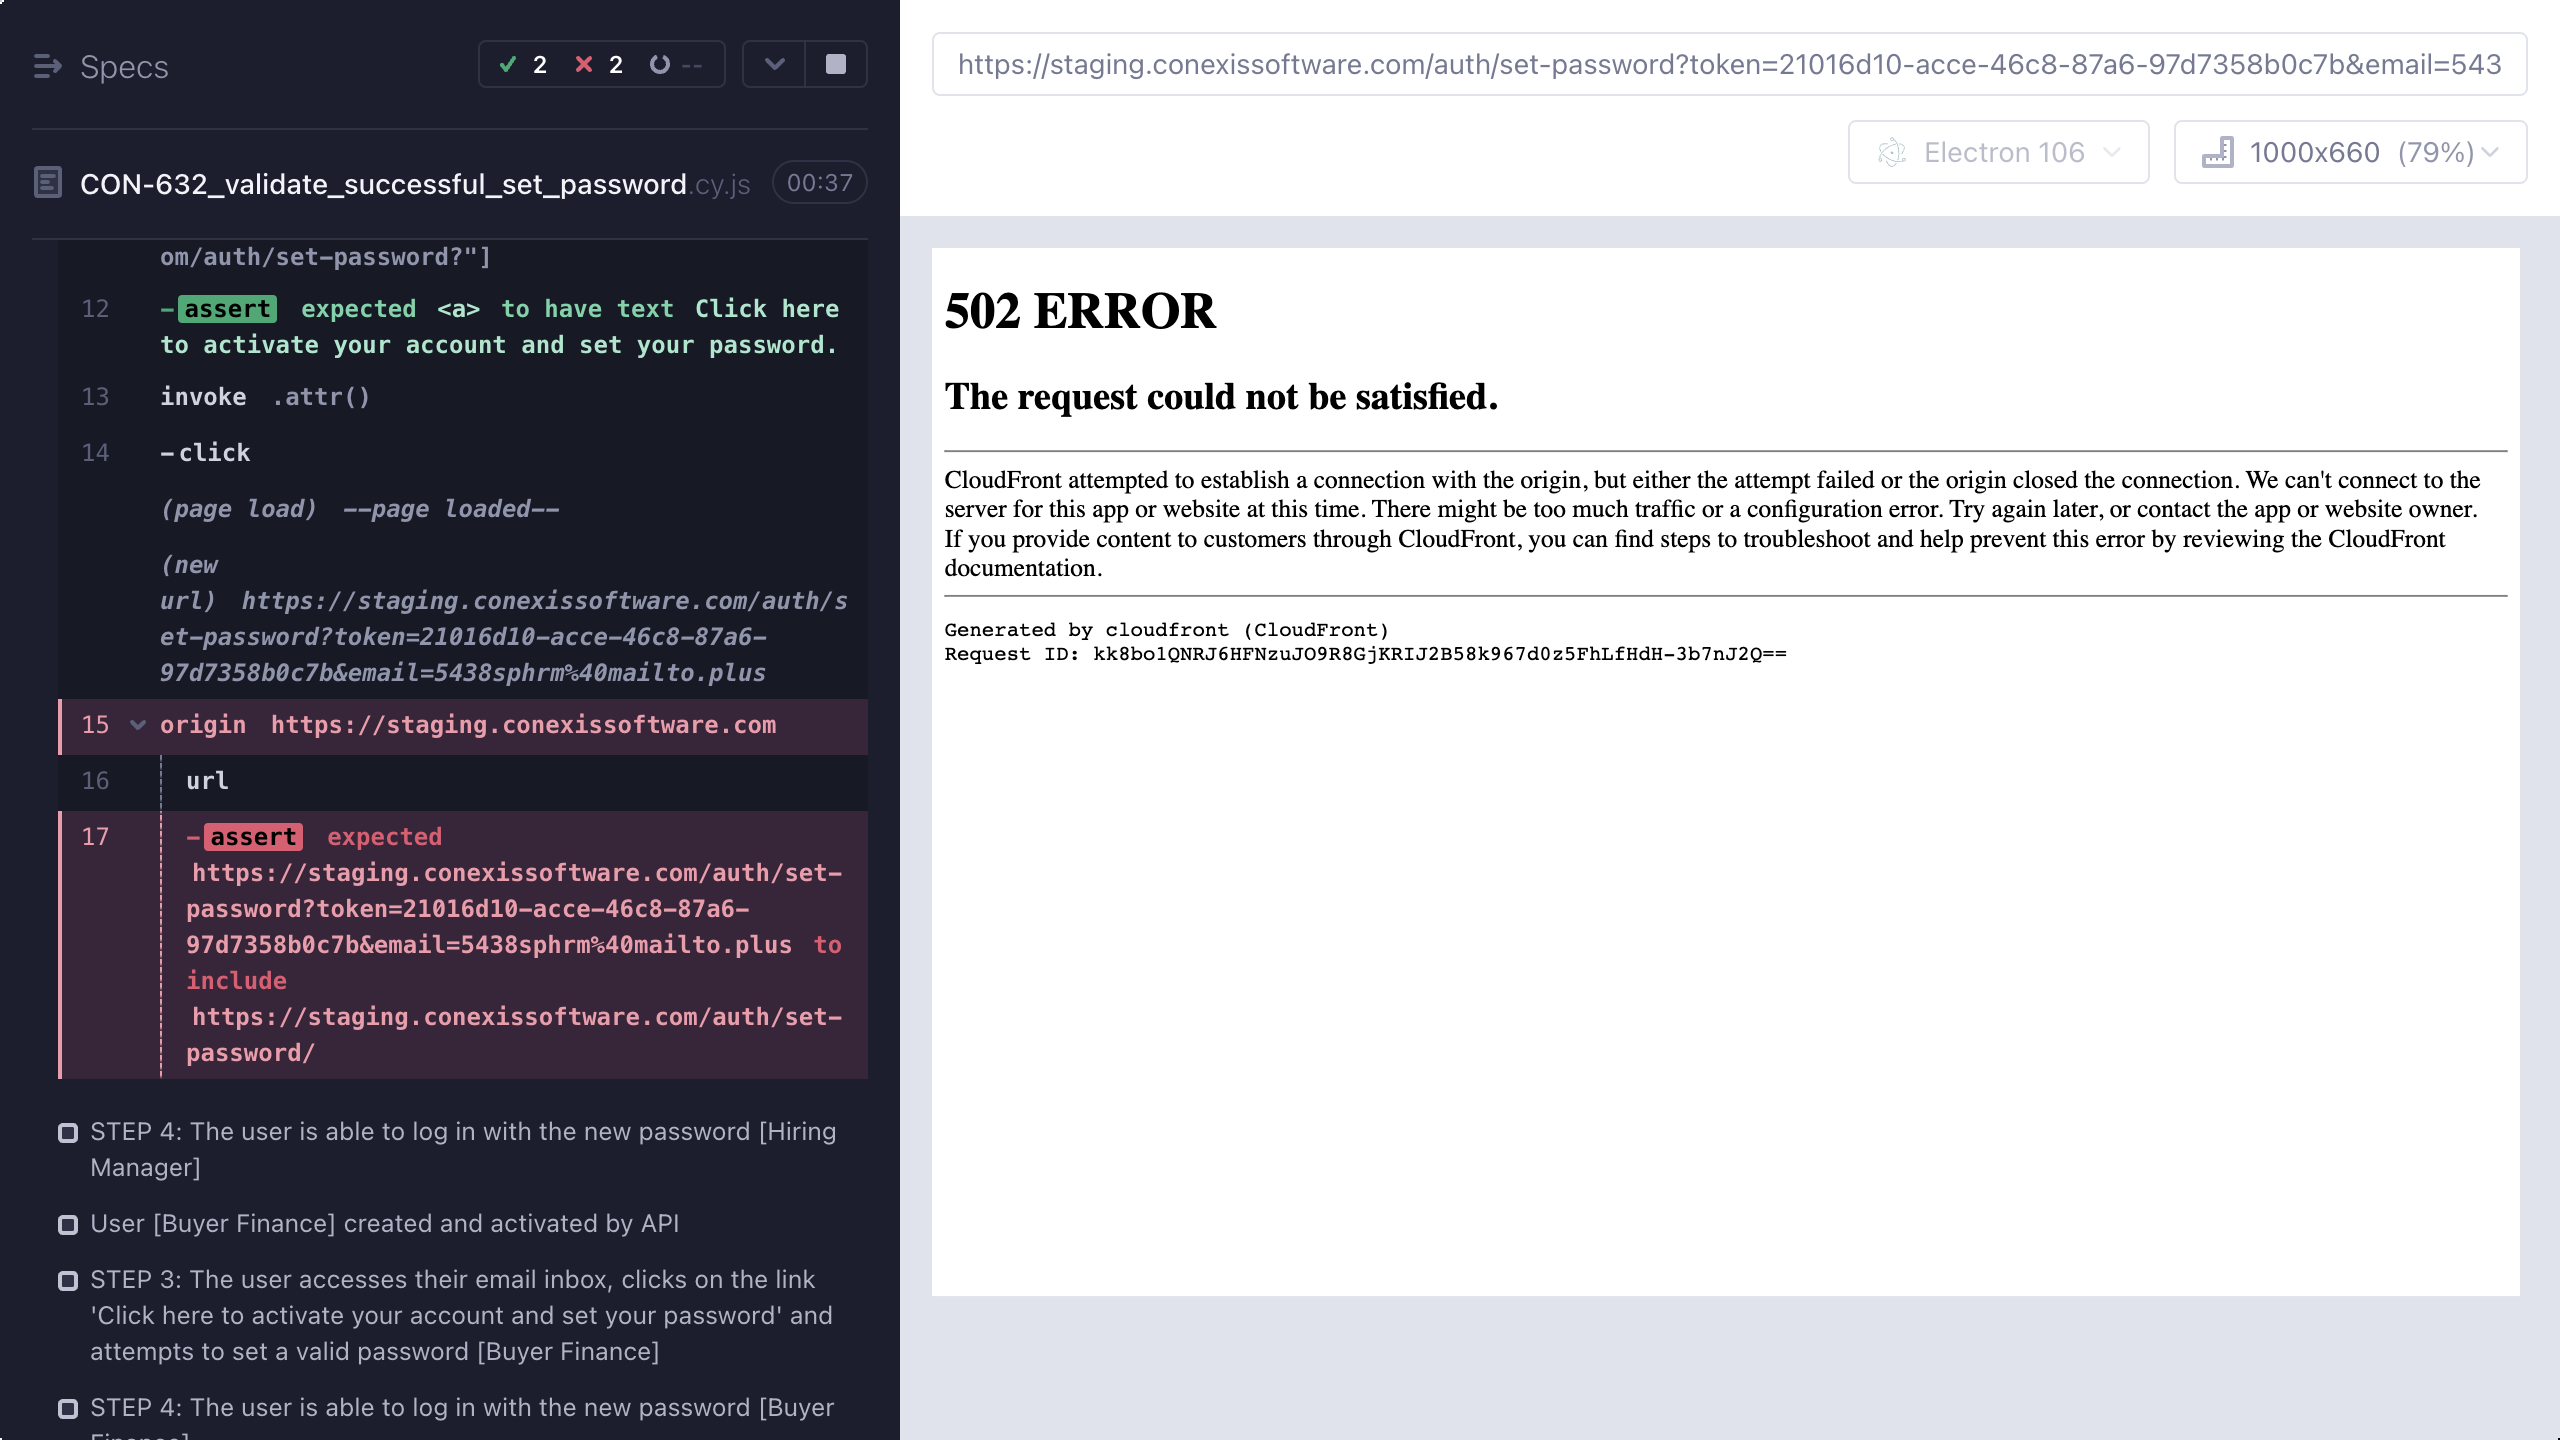 Specs
2
2
--
CON-632_validate_successful_set_password.cy.js
00:37
om/auth/set-password?"]
12 -assert expected <a> to have text Click here
to activate your account and set your password.
13 invoke .attr()
14 -click
(page load) --page loaded--
(new
url) https://staging.conexissoftware.com/auth/s
et-password?token=21016d10-acce-46c8-87a6-
97d7358b0c7b&email=5438sphrm%40mailto.plus
15 origin https://staging.conexissoftware.com
16 url
17 -assert expected
https://staging.conexissoftware.com/auth/set-
password?token=21016d10-acce-46c8-87a6-
97d7358b0c7b&email=5438sphrm%40mailto.plus to
include
https://staging.conexissoftware.com/auth/set-
password/
STEP 4: The user is able to log in with the new password [Hiring
Manager]
User [Buyer Finance] created and activated by API
STEP 3: The user accesses their email inbox, clicks on the link
'Click here to activate your account and set your password' and
attempts to set a valid password [Buyer Finance]
STEP 4: The user is able to log in with the new password [Buyer
Finance]
https://staging.conexissoftware.com/auth/set-password?token=21016d10-acce-46c8-87a6-97d7358b0c7b&email=543
Electron 106
1000x660 (79%)
502 ERROR
The request could not be satisfied.
CloudFront attempted to establish a connection with the origin, but either the attempt failed or the origin closed the connection. We can't connect to the
server for this app or website at this time. There might be too much traffic or a configuration error. Try again later, or contact the app or website owner.
If you provide content to customers through CloudFront, you can find steps to troubleshoot and help prevent this error by reviewing the CloudFront
documentation.
Generated by cloudfront (CloudFront)
Request ID: kk8bo1QNRJ6HFNzuJO9R8GjKRIJ2B58k967d0z5FhLfHdH-3b7nJ2Q==